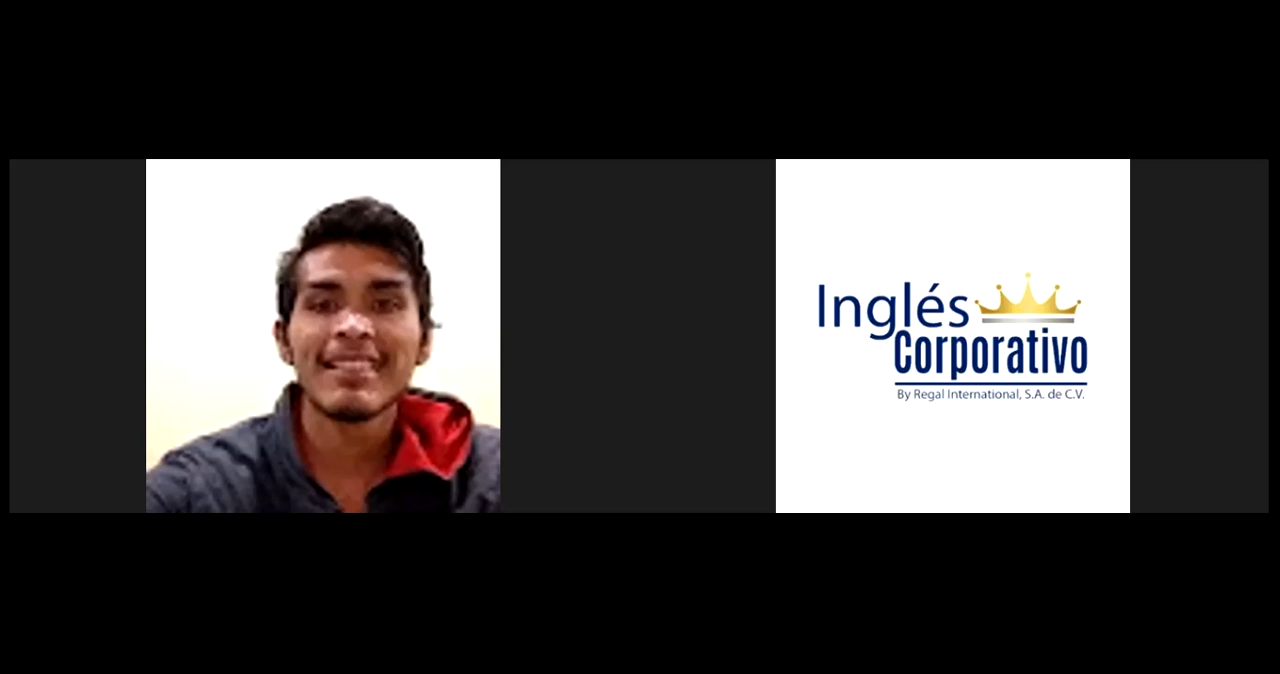 Inglés
Corporativo
By Regal International, S.A. de C.V.